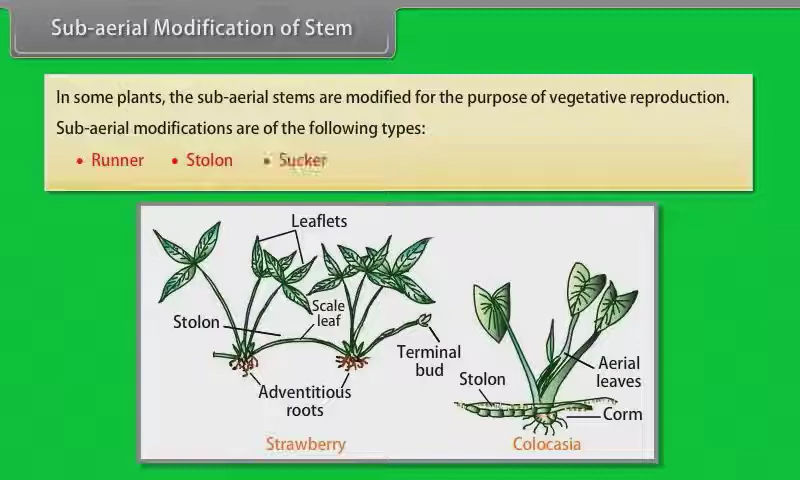 Sub-aerial Modification of Stem
In some plants, the sub-aerial stems are modified for the purpose of vegetative reproduction.
Sub-aerial modifications are of the following types:
• Runner • Stolon • Sucker
Leaflets
Scale
leaf
Stolon
Terminal
bud
Adventitious
roots
Strawberry
Aerial
leaves
Stolon
Corm
Colocasia